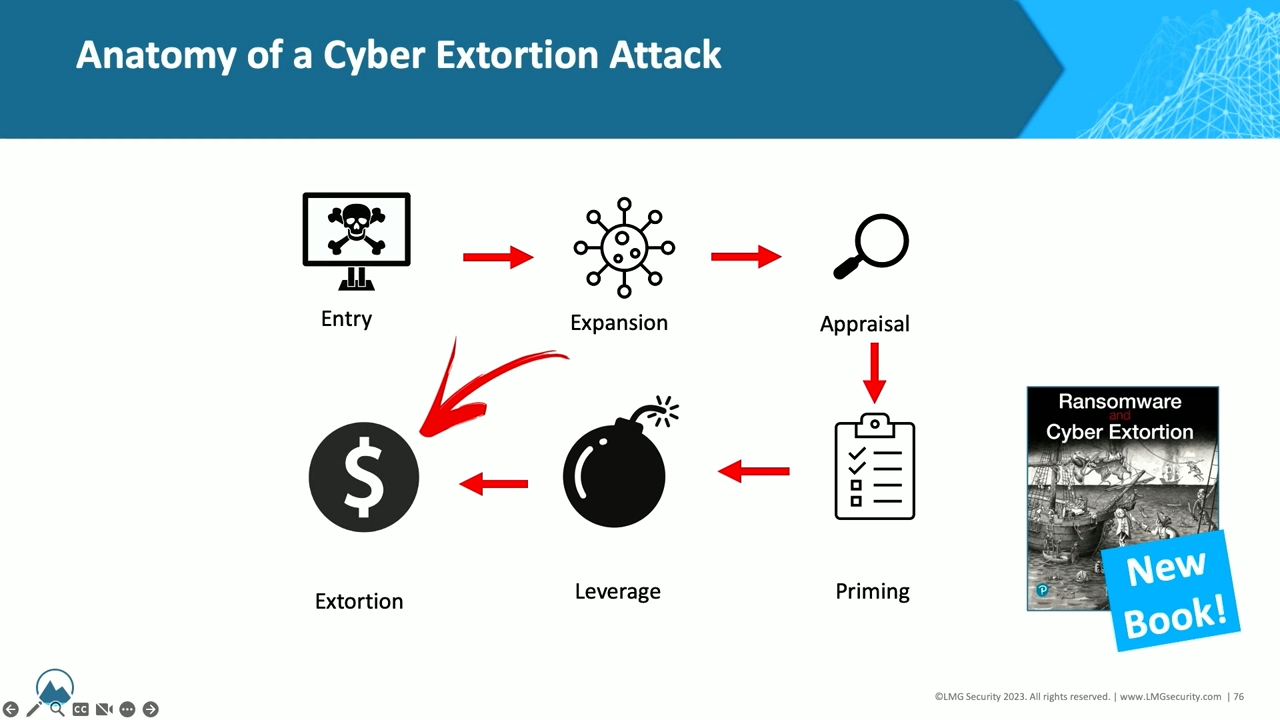 Anatomy of a Cyber Extortion Attack
Entry
Expansion
Appraisal
$
Extortion
Leverage
Priming
Ransomware
and
Cyber Extortion
P
New
Book!
CC
©LMG Security 2023. All rights reserved. | www.LMGsecurity.com | 76